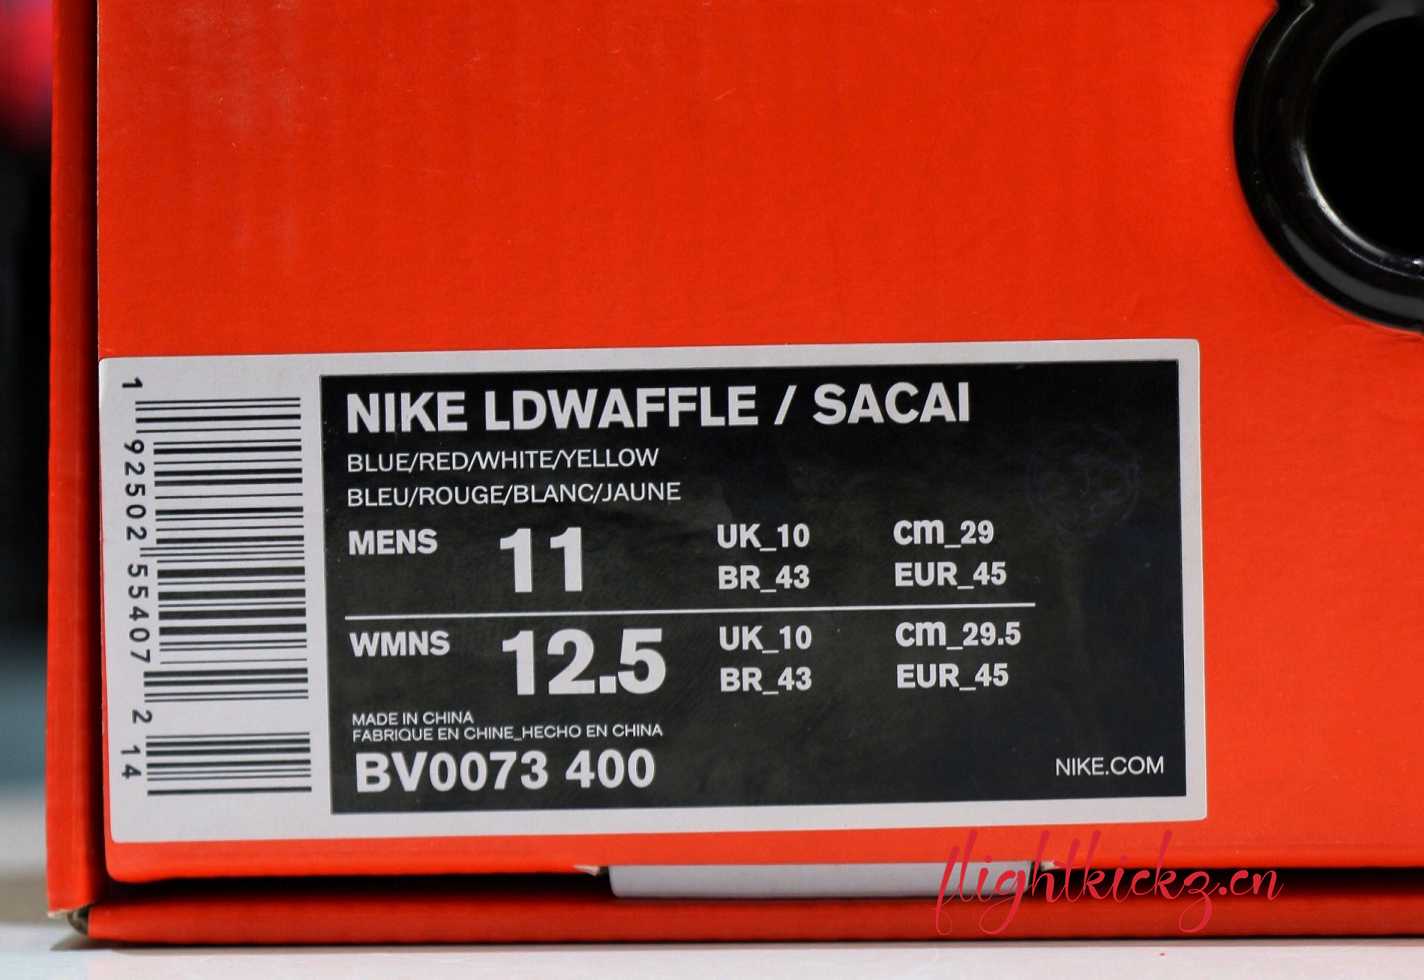 NIKE LDWAFFLE / SACAI
BLUE/RED/WHITE/YELLOW
BLEU/ROUGE/BLANC/JAUNE
MENS 11 UK_10 cm_29
BR_43 EUR_45
WMNS 12.5 UK_10 cm_29.5
BR_43 EUR_45
MADE IN CHINA
FABRIQUE EN CHINE_HECHO EN CHINA
BV0073 400
NIKE.COM
1 92502 55407 2 14
flightkickz.cn